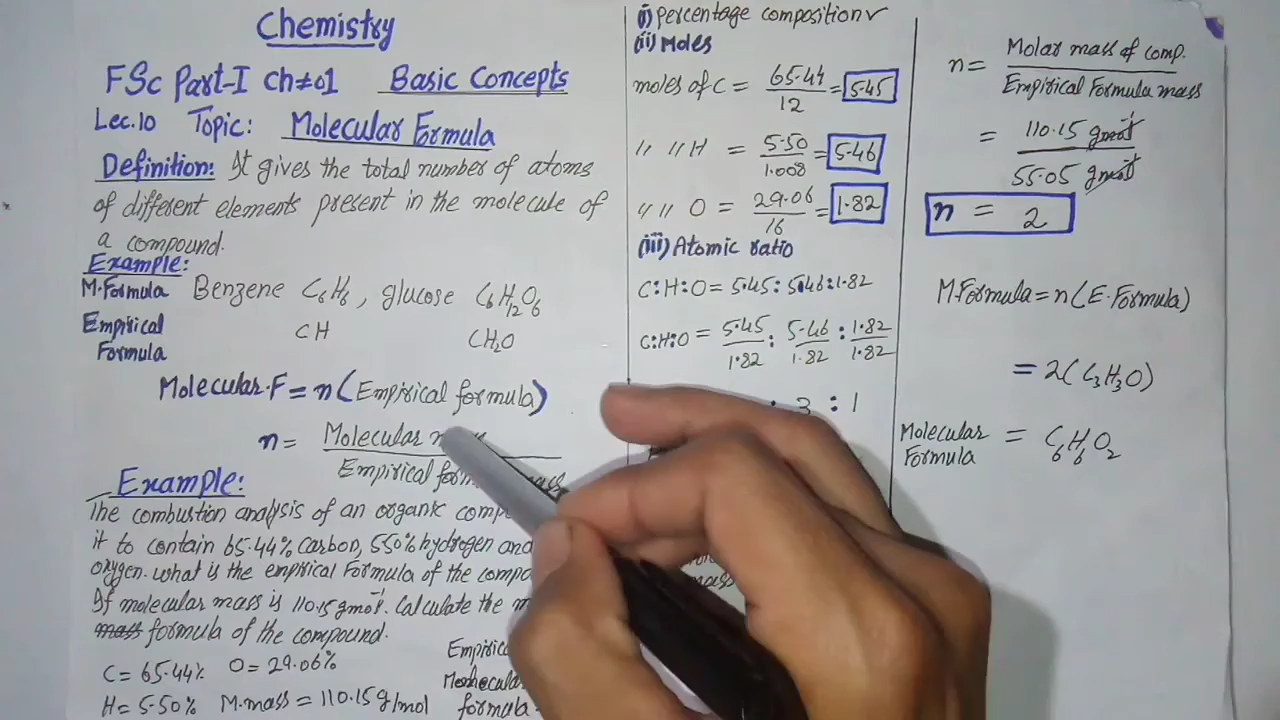 Chemistry
FSc Part-I Ch#01 Basic Concepts
Lec.10 Topic: Molecular Formula
Definition: It gives the total number of atoms
of different elements present in the molecule of
a compound.
Example:
M.Formula Benzene C₆H₆, glucose C₆H₁₂O₆
Empirical CH CH₂O
Formula
Molecular.F = n (Empirical formula)
n = Molecular
Empirical
Example:
The combustion analysis of an organic
it to contain 65.44% carbon, 5.50% hydrogen and
oxygen. what is the empirical Formula of the
If molecular mass is 110.15 gmol⁻¹. Calculate the
mass formula of the compound.
C = 65.44% O = 29.06%
H = 5.50% M.mass = 110.15 g/mol
formula
(i) Percentage composition ✓
(ii) Moles
moles of C = 65.44 / 12 = 5.45
" " H = 5.50 / 1.008 = 5.46
" " O = 29.06 / 16 = 1.82
(iii) Atomic ratio
C:H:O = 5.45 : 5.46 : 1.82
C:H:O = 5.45 / 1.82 : 5.46 / 1.82 : 1.82 / 1.82
: 3 : 1
mass
n = Molar mass of comp. / Empirical Formula mass
= 110.15 gmol⁻¹ / 55.05 gmol⁻¹
n = 2
M.Formula = n (E.Formula)
= 2(C₃H₃O)
Molecular = C₆H₆O₂
Formula